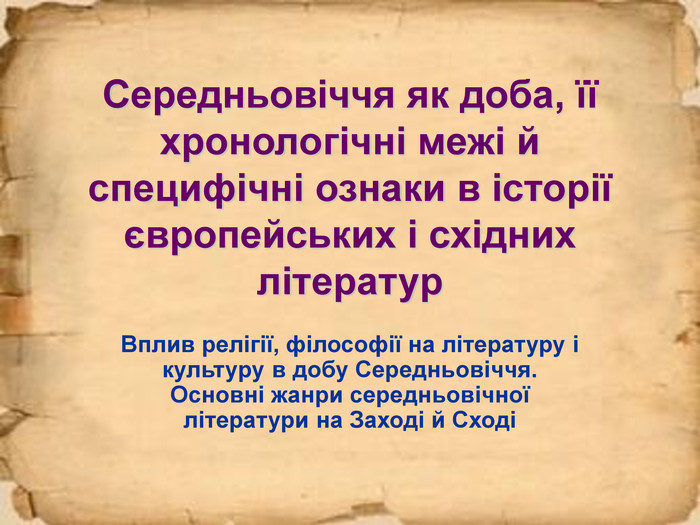 Середньовіччя як доба, її
хронологічні межі й
специфічні ознаки в історії
європейських і східних
літератур
Вплив релігії, філософії на літературу і
культуру в добу Середньовіччя.
Основні жанри середньовічної
літератури на Заході й Сході